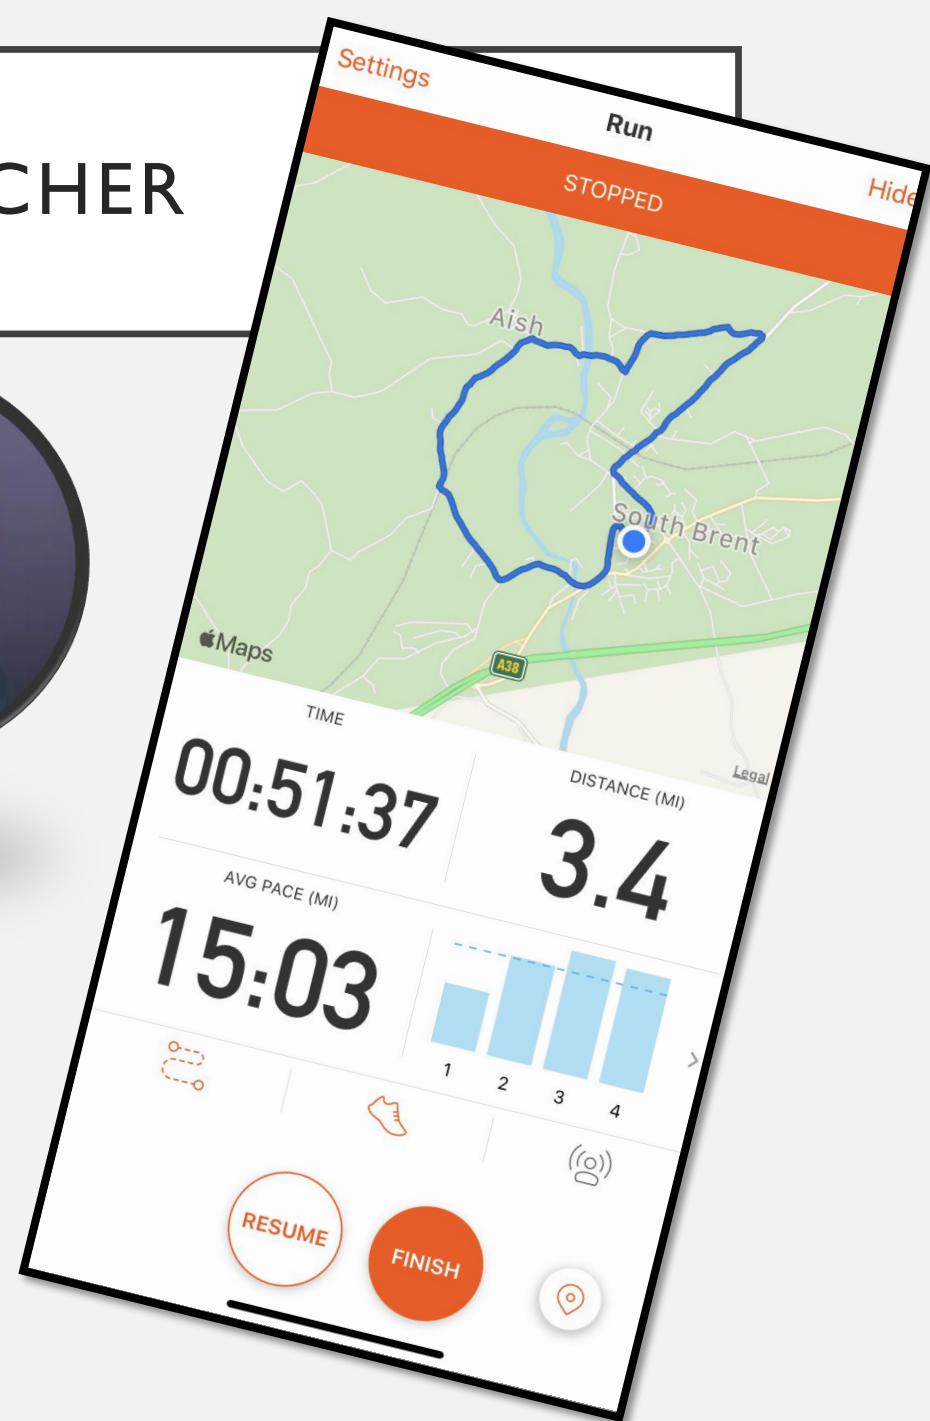 CHER
Settings
Run
Hide
STOPPED
Aish
South Brent
Maps
A38
Legal
TIME
00:51:37
DISTANCE (MI)
3.4
AVG PACE (MI)
15:03
1 2 3 4
RESUME
FINISH